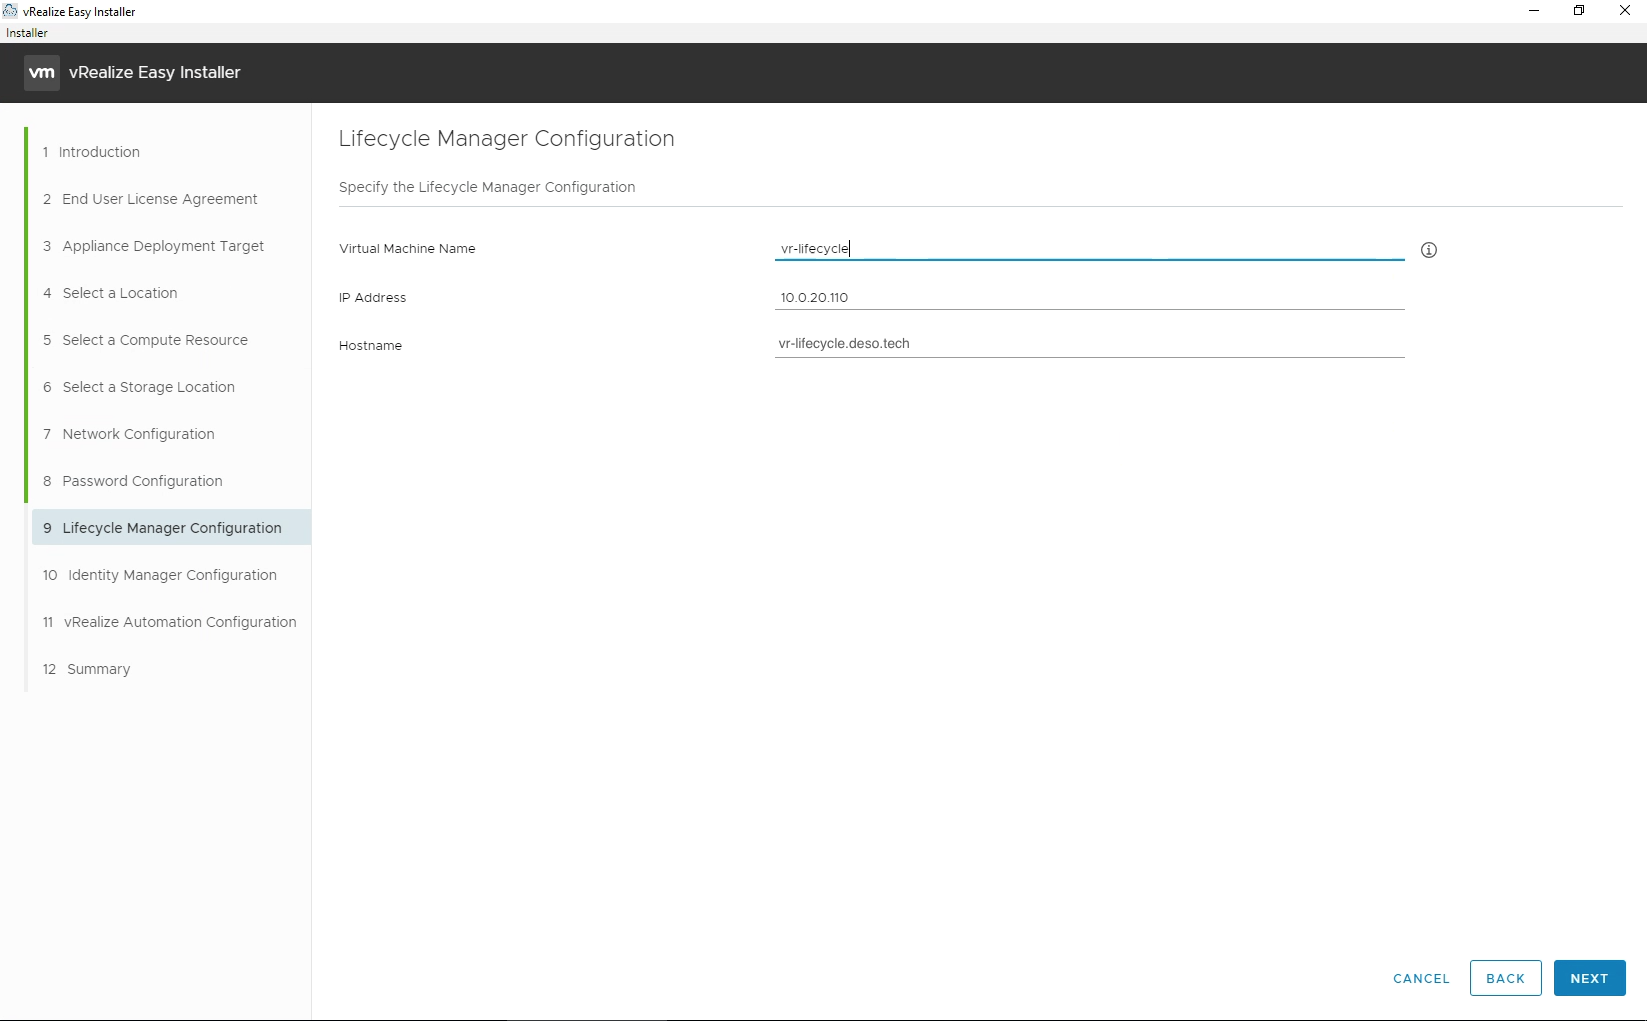 vRealize Easy Installer
Installer
vm vRealize Easy Installer
1 Introduction
2 End User License Agreement
3 Appliance Deployment Target
4 Select a Location
5 Select a Compute Resource
6 Select a Storage Location
7 Network Configuration
8 Password Configuration
9 Lifecycle Manager Configuration
10 Identity Manager Configuration
11 vRealize Automation Configuration
12 Summary
Lifecycle Manager Configuration
Specify the Lifecycle Manager Configuration
Virtual Machine Name vr-lifecycle
IP Address 10.0.20.110
Hostname vr-lifecycle.deso.tech
CANCEL BACK NEXT